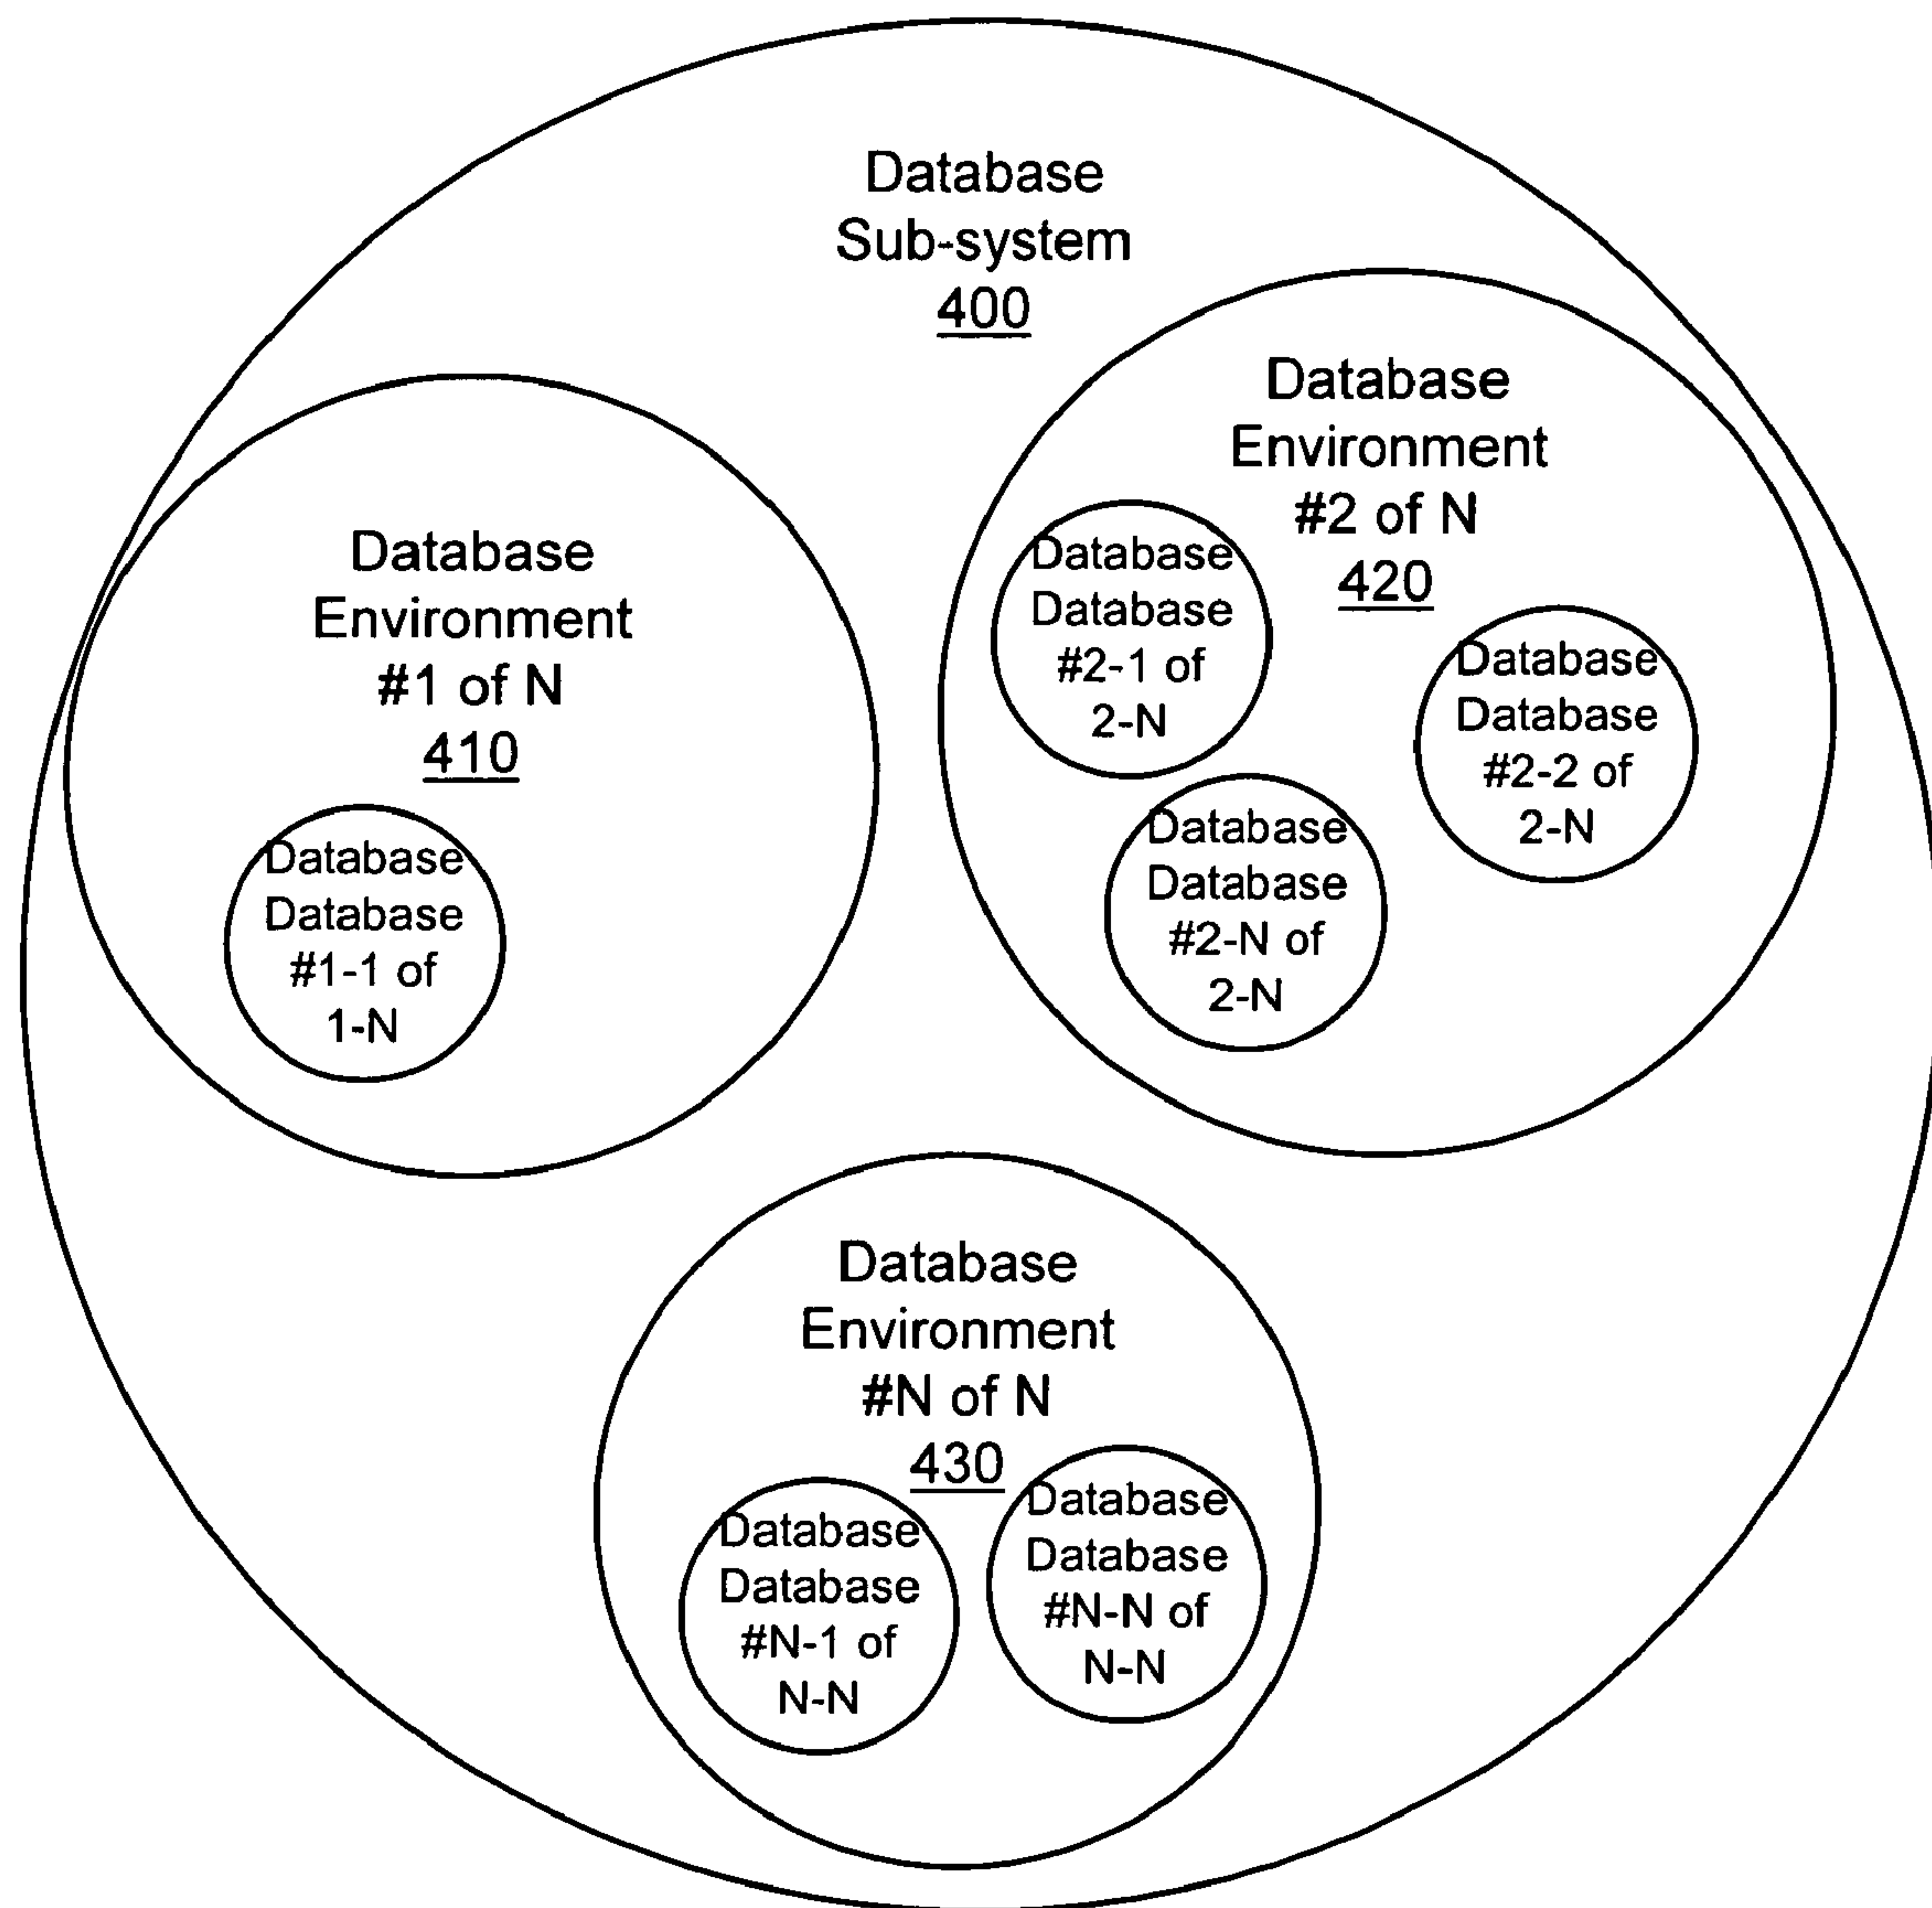 Database
Sub-system
400
Database
Environment
#1 of N
410
Database
Database
#1-1 of
1-N
Database
Environment
#2 of N
420
Database
Database
#2-1 of
2-N
Database
Database
#2-2 of
2-N
Database
Database
#2-N of
2-N
Database
Environment
#N of N
430
Database
Database
#N-1 of
N-N
Database
Database
#N-N of
N-N